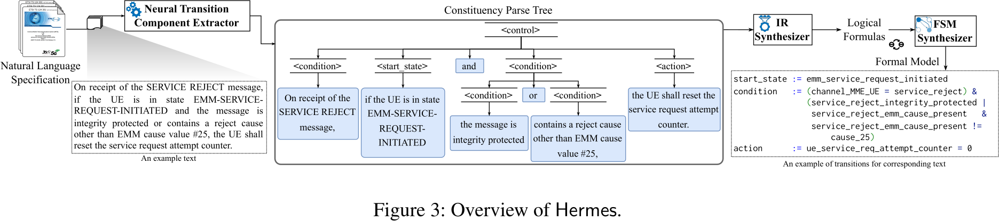 ETSI TS 124 301
Natural Language
Specification
Neural Transition
Component Extractor
On receipt of the SERVICE REJECT message,
if the UE is in state EMM-SERVICE-
REQUEST-INITIATED and the message is
integrity protected or contains a reject cause
other than EMM cause value #25, the UE shall
reset the service request attempt counter.
An example text
Constituency Parse Tree
<control>
<condition>
<start_state>
and
<condition>
<action>
On receipt of the
SERVICE REJECT
message,
if the UE is in state
EMM-SERVICE-
REQUEST-
INITIATED
<condition>
or
<condition>
the message is
integrity protected
contains a reject cause
other than EMM cause
value #25,
the UE shall reset the
service request attempt
counter.
IR
Synthesizer
Logical
Formulas
FSM
Synthesizer
Formal Model
start_state := emm_service_request_initiated
condition := (channel_MME_UE = service_reject) &
(service_reject_integrity_protected |
service_reject_emm_cause_present &
service_reject_emm_cause_present !=
cause_25)
action := ue_service_req_attempt_counter = 0
An example of transitions for corresponding text
Figure 3: Overview of Hermes.